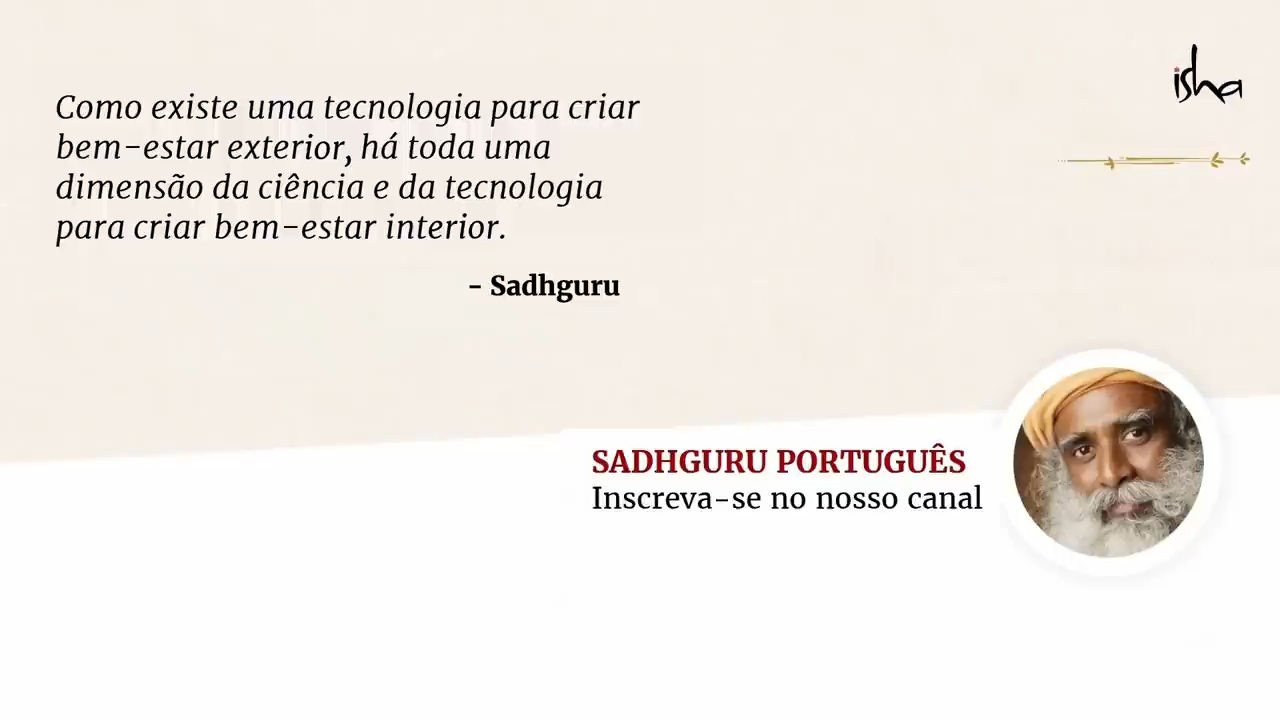 Como existe uma tecnologia para criar
bem-estar exterior, há toda uma
dimensão da ciência e da tecnologia
para criar bem-estar interior.
- Sadhguru
isha
SADHGURU PORTUGUÊS
Inscreva-se no nosso canal